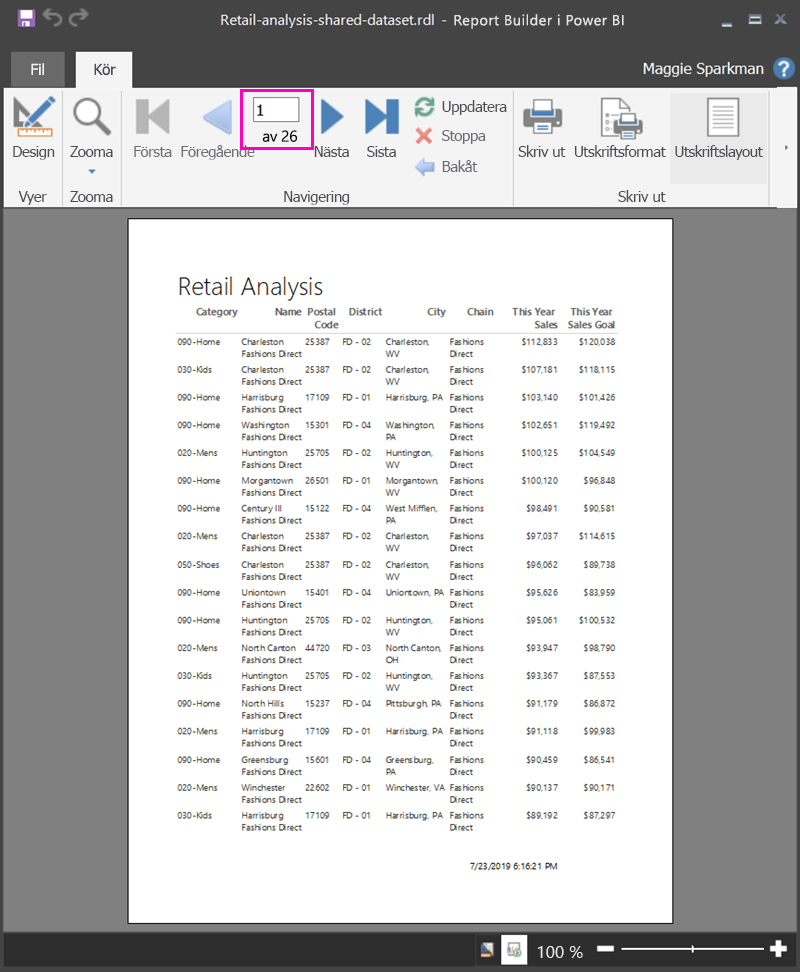 Retail-analysis-shared-dataset.rdl - Report Builder i Power BI
Fil Kör Maggie Sparkman ?
Design Zooma Första Föregående 1 av 26 Nästa Sista Uppdatera Stoppa Bakåt Skriv ut Utskriftsformat Utskriftslayout
Vyer Zooma Navigering Skriv ut
Retail Analysis
Category Name Postal District City Chain This Year This Year
Code Sales Sales Goal
090-Home Charleston 25387 FD - 02 Charleston, Fashions $112,833 $120,038
Fashions Direct WV Direct
030-Kids Charleston 25387 FD - 02 Charleston, Fashions $107,181 $118,115
Fashions Direct WV Direct
090-Home Harrisburg 17109 FD - 01 Harrisburg, PA Fashions $103,140 $101,426
Fashions Direct Direct
090-Home Washington 15301 FD - 04 Washington, Fashions $102,651 $119,492
Fashions Direct PA Direct
020-Mens Huntington 25705 FD - 02 Huntington, Fashions $100,125 $104,549
Fashions Direct WV Direct
090-Home Morgantown 26501 FD - 01 Morgantown, Fashions $100,120 $96,848
Fashions Direct WV Direct
090-Home Century III 15122 FD - 04 West Mifflen, Fashions $98,491 $90,581
Fashions Direct PA Direct
020-Mens Charleston 25387 FD - 02 Charleston, Fashions $97,037 $114,615
Fashions Direct WV Direct
050-Shoes Charleston 25387 FD - 02 Charleston, Fashions $96,062 $89,738
Fashions Direct WV Direct
090-Home Uniontown 15401 FD - 04 Uniontown, PA Fashions $95,626 $83,959
Fashions Direct Direct
090-Home Huntington 25705 FD - 02 Huntington, Fashions $95,061 $100,532
Fashions Direct WV Direct
020-Mens North Canton 44720 FD - 03 North Canton, Fashions $93,947 $98,790
Fashions Direct OH Direct
030-Kids Huntington 25705 FD - 02 Huntington, Fashions $93,367 $87,553
Fashions Direct WV Direct
090-Home North Hills 15237 FD - 04 Pittsburgh, PA Fashions $91,179 $86,872
Fashions Direct Direct
020-Mens Harrisburg 17109 FD - 01 Harrisburg, PA Fashions $91,118 $99,983
Fashions Direct Direct
090-Home Greensburg 15601 FD - 04 Greensburg, Fashions $90,459 $86,541
Fashions Direct PA Direct
020-Mens Winchester 22602 FD - 01 Winchester, VA Fashions $90,137 $90,171
Fashions Direct Direct
030-Kids Harrisburg 17109 FD - 01 Harrisburg, PA Fashions $89,192 $87,297
Fashions Direct Direct
7/23/2019 6:16:21 PM
100 %